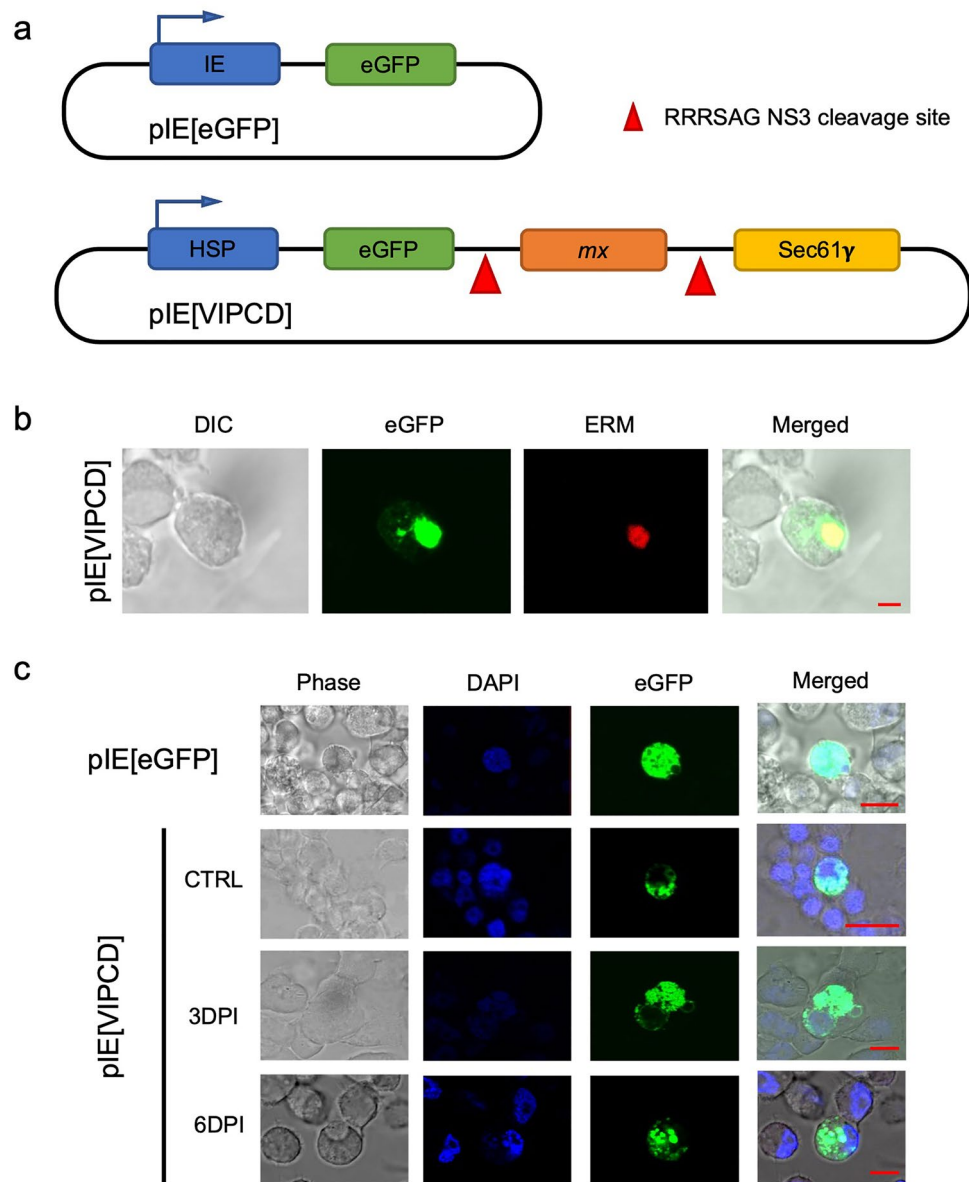 a
IE
eGFP
pIE[eGFP]
RRRSAG NS3 cleavage site
HSP
eGFP
mx
Sec61γ
pIE[VIPCD]
b
DIC
eGFP
ERM
Merged
pIE[VIPCD]
c
Phase
DAPI
eGFP
Merged
pIE[eGFP]
pIE[VIPCD]
CTRL
3DPI
6DPI